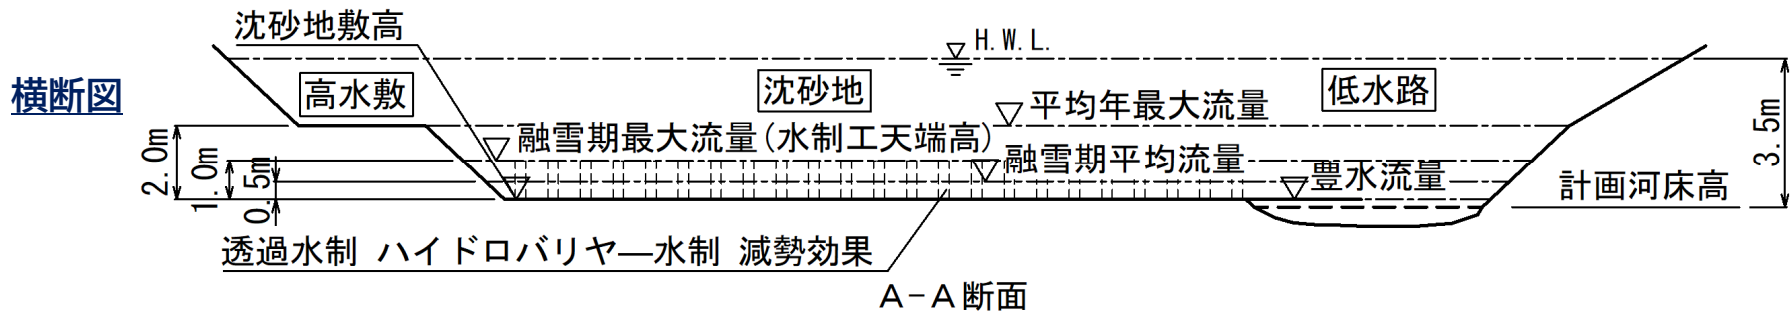 沈砂地敷高
H.W.L.
横断図
高水敷
沈砂地
低水路
平均年最大流量
融雪期最大流量(水制工天端高)
融雪期平均流量
豊水流量
計画河床高
2.0m
1.0m
0.5m
3.5m
透過水制 ハイドロバリヤー水制 減勢効果
A-A断面